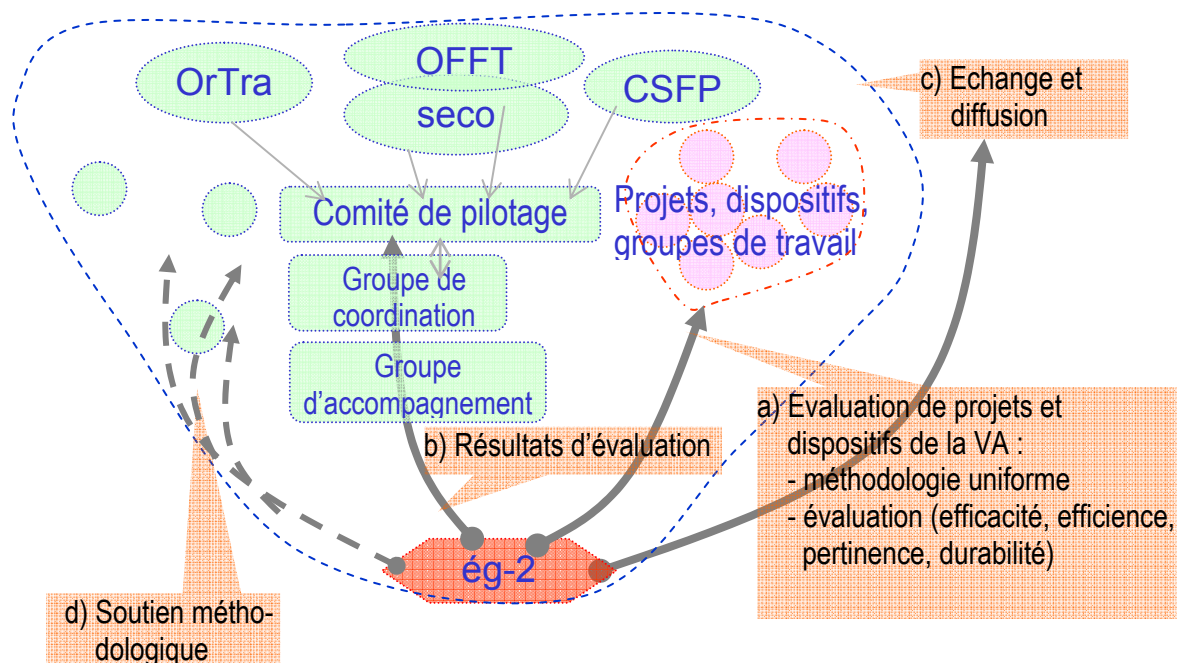 OFFT
OrTra
CSFP
seco
c) Echange et
diffusion
Comité de pilotage
Projets, dispositifs,
groupes de travail
Groupe de
coordination
Groupe
d’accompagnement
b) Résultats d’évaluation
a) Evaluation de projets et
dispositifs de la VA :
- méthodologie uniforme
- évaluation (efficacité, efficience,
pertinence, durabilité)
ég-2
d) Soutien métho-
dologique